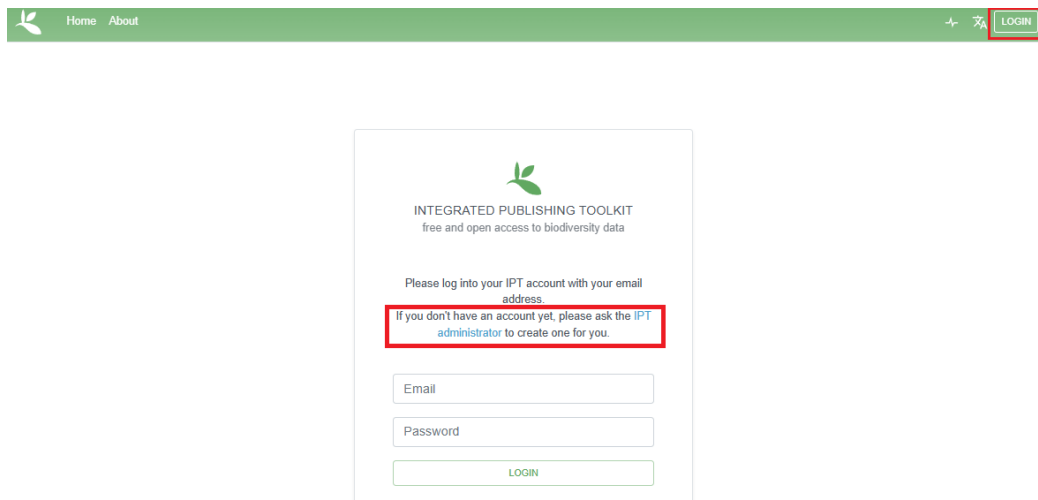 Home About LOGIN
INTEGRATED PUBLISHING TOOLKIT
free and open access to biodiversity data
Please log into your IPT account with your email
address.
If you don't have an account yet, please ask the IPT
administrator to create one for you.
Email
Password
LOGIN